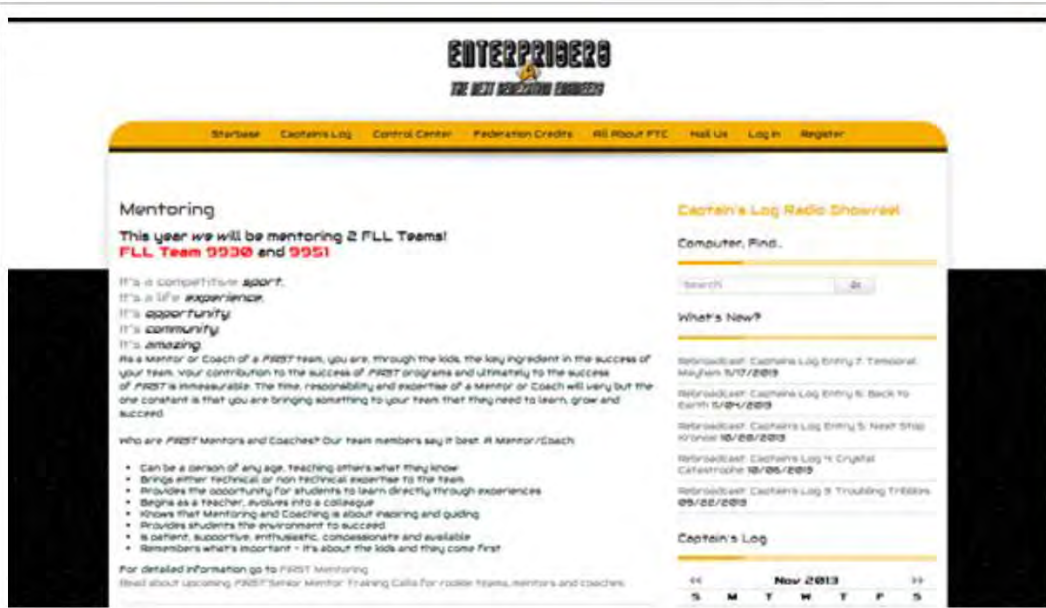 ENTERPRISERS
THE NEXT GENERATION ENGINEERS
Starbase Captain's Log Control Center Federation Credits All About FTC Hail Us Log In Register
Mentoring
This year we will be mentoring 2 FLL Teams!
FLL Team 9930 and 9951
It's a competitive sport.
It's a life experience.
It's opportunity.
It's community.
It's amazing.
As a Mentor or Coach of a FIRST team, you are, through the kids, the key ingredient in the success of
your team. Your contribution to the success of FIRST programs and ultimately to the success
of FIRST is immeasurable. The time, responsibility and expertise of a Mentor or Coach will vary but the
one constant is that you are bringing something to your team that they need to learn, grow and
succeed.
Who are FIRST Mentors and Coaches? Our team members say it best. A Mentor/Coach:
• Can be a person of any age, teaching others what they know
• Brings either technical or non technical expertise to the team
• Provides the opportunity for students to learn directly through experiences
• Begins as a teacher, evolves into a colleague
• Knows that Mentoring and Coaching is about inspiring and guiding
• Provides students the environment to succeed
• Is patient, supportive, enthusiastic, compassionate and available
• Remembers what's important - it's about the kids and they come first
For detailed information go to FIRST Mentoring
Read about upcoming FIRST Senior Mentor Training Calls for rookie teams, mentors and coaches.
Captain's Log Radio Showreel
Computer, Find..
Search Go
What's New?
Rebroadcast: Captains Log Entry 7: Temporal
Mayhem 11/17/2013
Rebroadcast: Captains Log Entry 6: Back to
Earth 11/04/2013
Rebroadcast: Captains Log Entry 5: Next Stop
Kronos 10/20/2013
Rebroadcast: Captains Log 4: Crystal
Catastrophe 10/06/2013
Rebroadcast: Captains Log 3: Troubling Tribbles
09/22/2013
Captain's Log
<< Nov 2013 >>
S M T W T F S